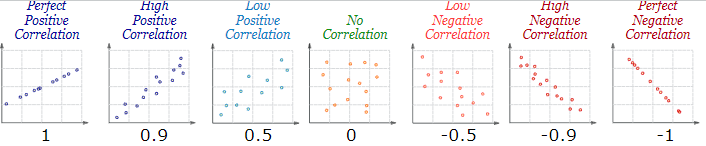 Perfect Positive Correlation
High Positive Correlation
Low Positive Correlation
No Correlation
Low Negative Correlation
High Negative Correlation
Perfect Negative Correlation
1
0.9
0.5
0
-0.5
-0.9
-1